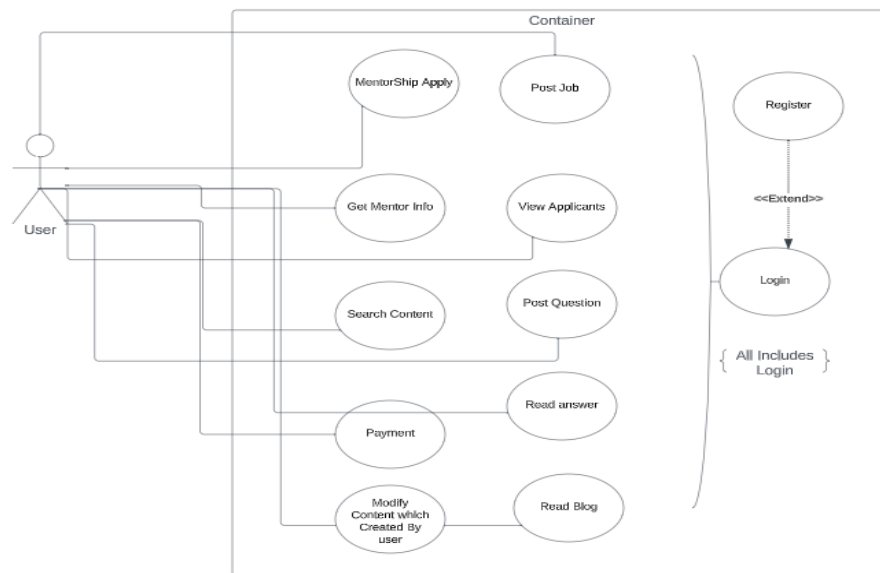 Container
MentorShip Apply
Post Job
Register
<<Extend>>
User
Get Mentor Info
View Applicants
Search Content
Post Question
Login
{ All Includes
Login }
Payment
Read answer
Modify
Content which
Created By
user
Read Blog